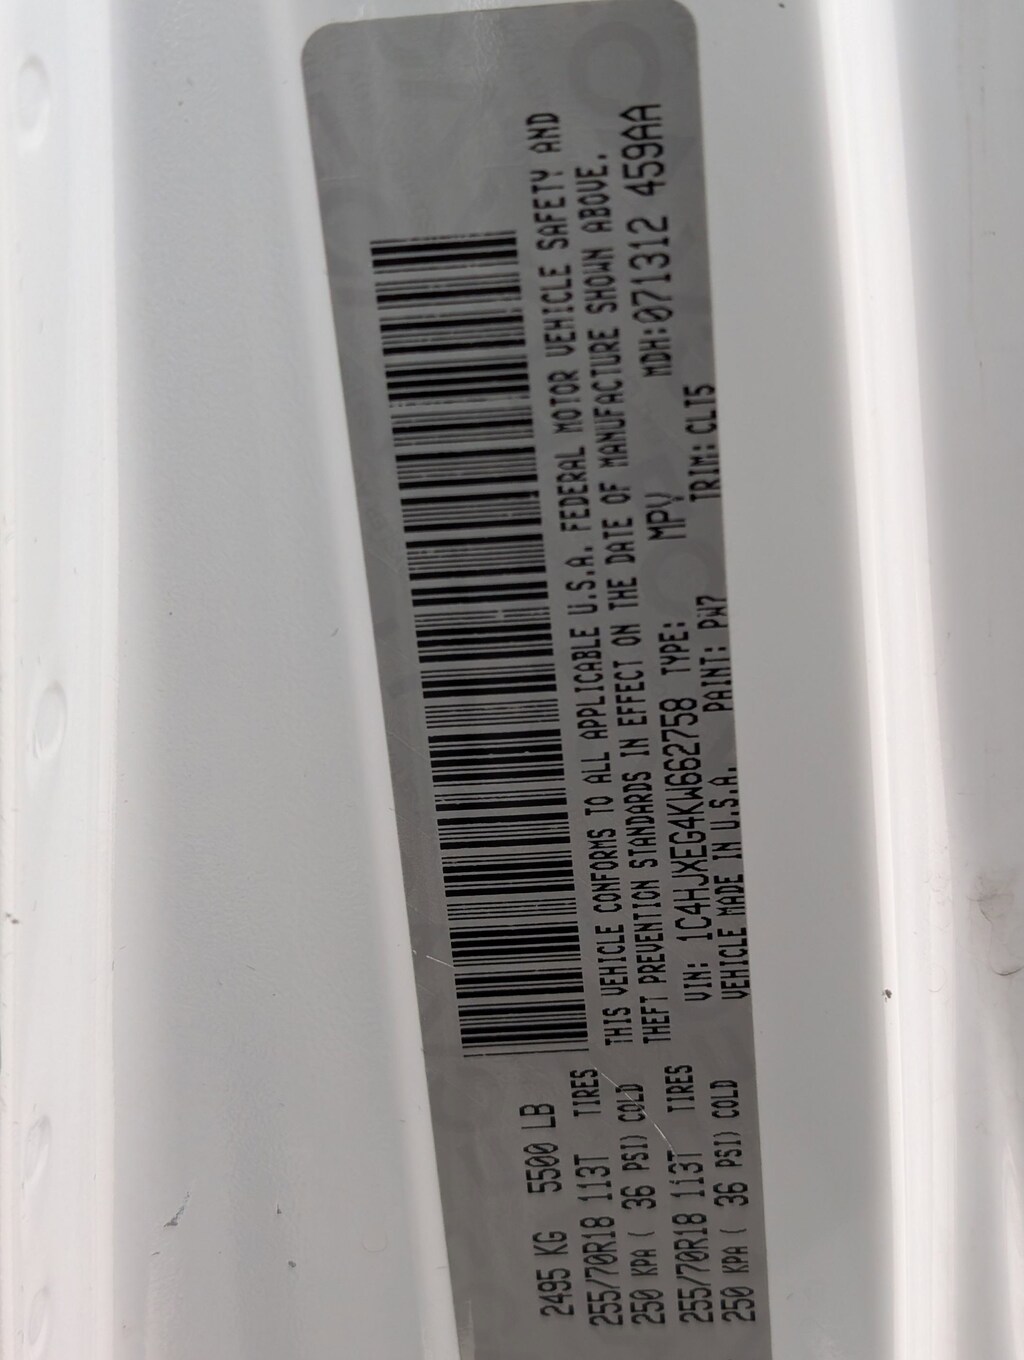 2495 KG 5500 LB
255/70R18 113T TIRES
250 KPA ( 36 PSI) COLD
255/70R18 113T TIRES
250 KPA ( 36 PSI) COLD
THIS VEHICLE CONFORMS TO ALL APPLICABLE U.S.A. FEDERAL MOTOR VEHICLE SAFETY AND
THEFT PREVENTION STANDARDS IN EFFECT ON THE DATE OF MANUFACTURE SHOWN ABOVE.
VIN: 1C4HJXEG4KW662758 TYPE: MPV MDH:071312 459AA
VEHICLE MADE IN U.S.A. PAINT: PW7 TRIM: CLT5